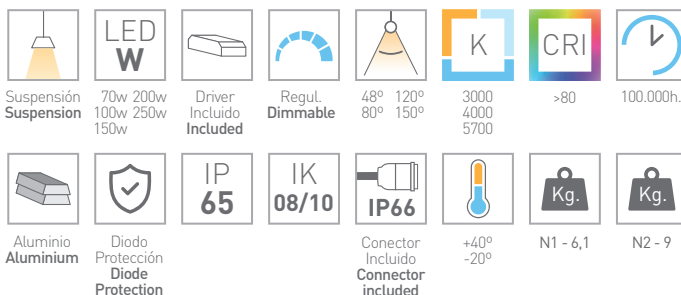 LED
W
K
CRI
Suspensión
Suspension
70w 200w
100w 250w
150w
Driver
Incluido
Included
Regul.
Dimmable
48º 120º
80º 150º
3000
4000
5700
>80
100.000h.
IP
65
IK
08/10
IP66
Kg.
Kg.
Aluminio
Aluminium
Diodo
Protección
Diode
Protection
Conector
Incluido
Connector
included
+40º
-20º
N1 - 6,1
N2 - 9